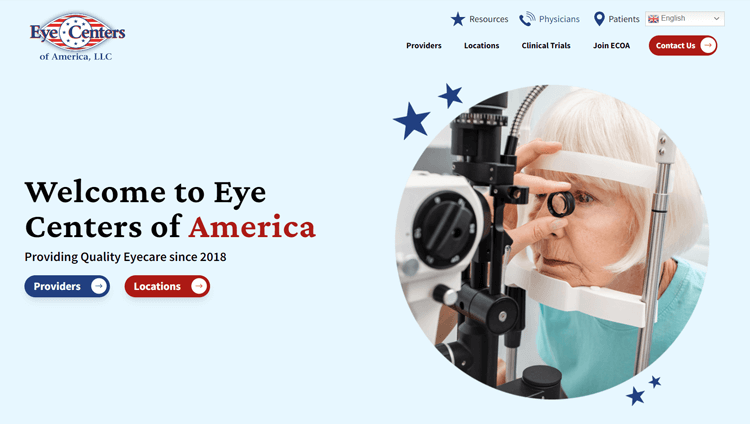 Eye Centers
of America, LLC
Resources
Physicians
Patients
English
Providers
Locations
Clinical Trials
Join ECOA
Contact Us
Welcome to Eye
Centers of America
Providing Quality Eyecare since 2018
Providers
Locations